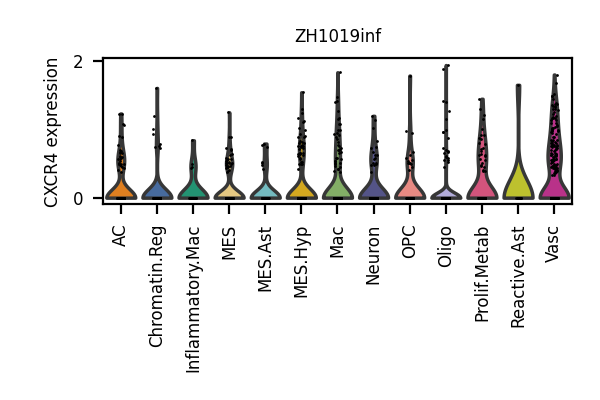 ZH1019inf
CXCR4 expression
2
0
AC
Chromatin.Reg
Inflammatory.Mac
MES
MES.Ast
MES.Hyp
Mac
Neuron
OPC
Oligo
Prolif.Metab
Reactive.Ast
Vasc